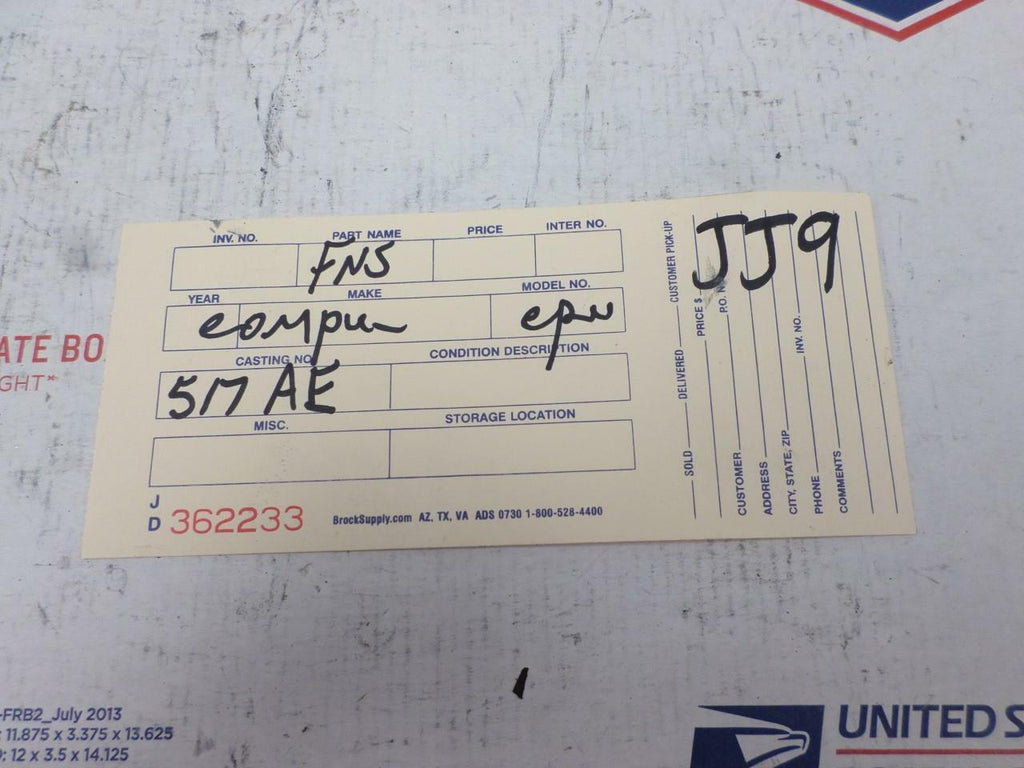 ATE BO
GHT*
INV. NO. PART NAME PRICE INTER NO.
FNS
YEAR MAKE MODEL NO.
compu cpu
CASTING NO. CONDITION DESCRIPTION
517 AE
MISC. STORAGE LOCATION
J
D 362233
BrockSupply.com AZ, TX, VA ADS 0730 1-800-528-4400
SOLD DELIVERED CUSTOMER PICK-UP
JJ9
PRICE $
P.O. N
CUSTOMER
ADDRESS
CITY, STATE, ZIP
INV. NO.
PHONE
COMMENTS
-FRB2_July 2013
: 11.875 x 3.375 x 13.625
: 12 x 3.5 x 14.125
UNITED S